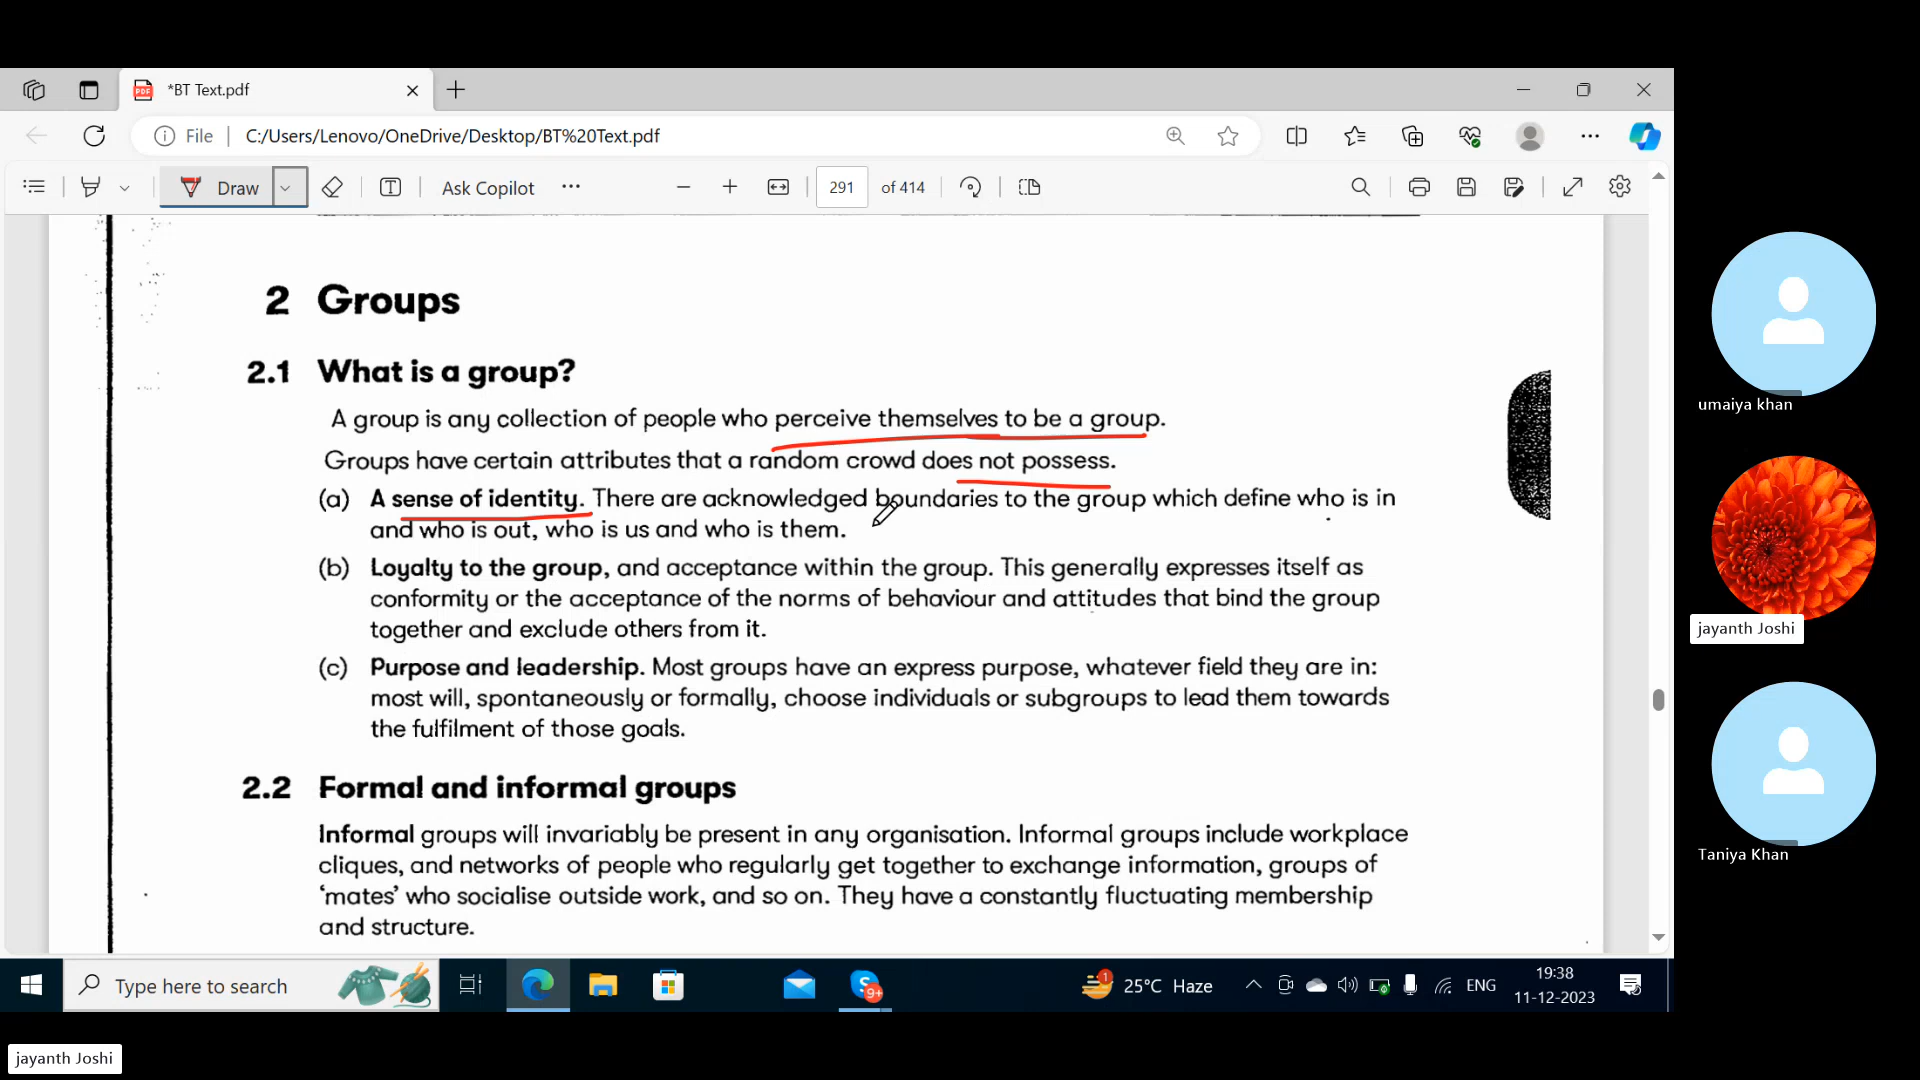 *BT Text.pdf
File
C:/Users/Lenovo/OneDrive/Desktop/BT%20Text.pdf
Draw
Ask Copilot
291 of 414
2 Groups
2.1 What is a group?
A group is any collection of people who perceive themselves to be a group.
Groups have certain attributes that a random crowd does not possess.
(a) A sense of identity. There are acknowledged boundaries to the group which define who is in
and who is out, who is us and who is them.
(b) Loyalty to the group, and acceptance within the group. This generally expresses itself as
conformity or the acceptance of the norms of behaviour and attitudes that bind the group
together and exclude others from it.
(c) Purpose and leadership. Most groups have an express purpose, whatever field they are in:
most will, spontaneously or formally, choose individuals or subgroups to lead them towards
the fulfilment of those goals.
2.2 Formal and informal groups
Informal groups will invariably be present in any organisation. Informal groups include workplace
cliques, and networks of people who regularly get together to exchange information, groups of
‘mates’ who socialise outside work, and so on. They have a constantly fluctuating membership
and structure.
umaiya khan
jayanth Joshi
Taniya Khan
Type here to search
9+
1
25°C Haze
ENG
19:38
11-12-2023
jayanth Joshi